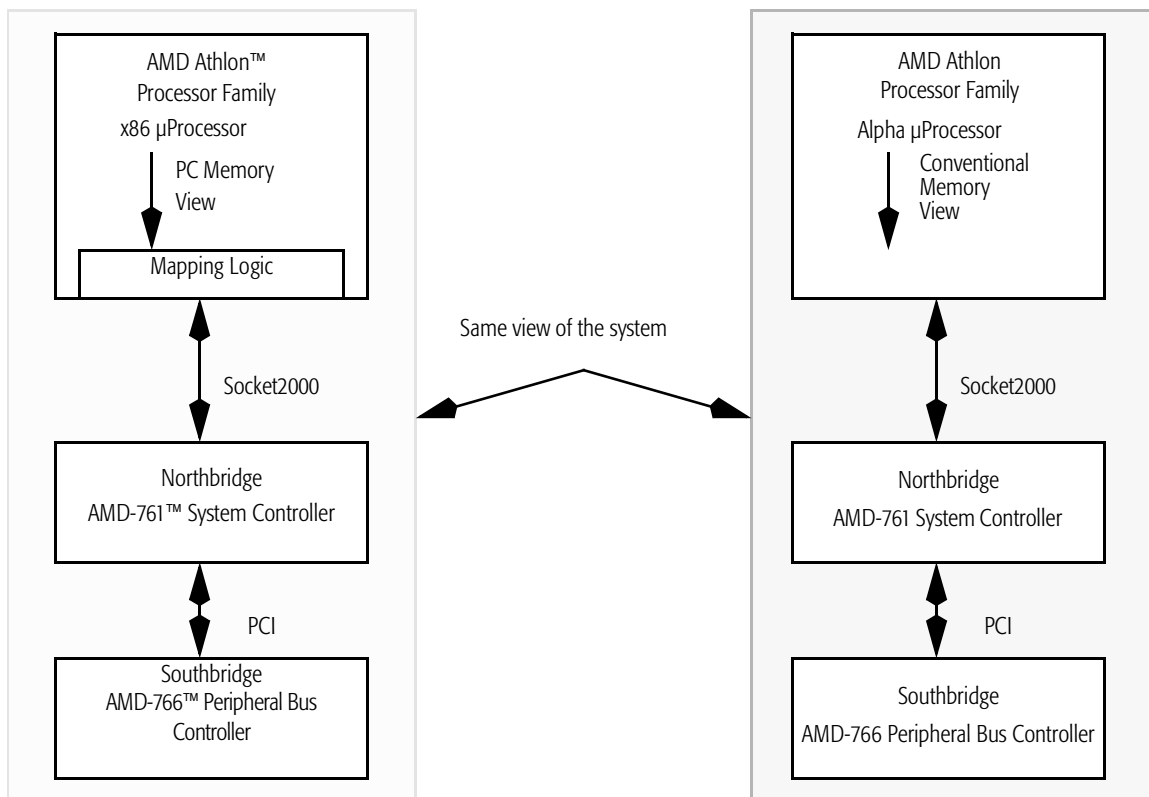 AMD Athlon™
Processor Family
x86 µProcessor
PC Memory
View
Mapping Logic
Socket2000
Northbridge
AMD-761™ System Controller
PCI
Southbridge
AMD-766™ Peripheral Bus
Controller
Same view of the system
AMD Athlon
Processor Family
Alpha µProcessor
Conventional
Memory
View
Socket2000
Northbridge
AMD-761 System Controller
PCI
Southbridge
AMD-766 Peripheral Bus Controller